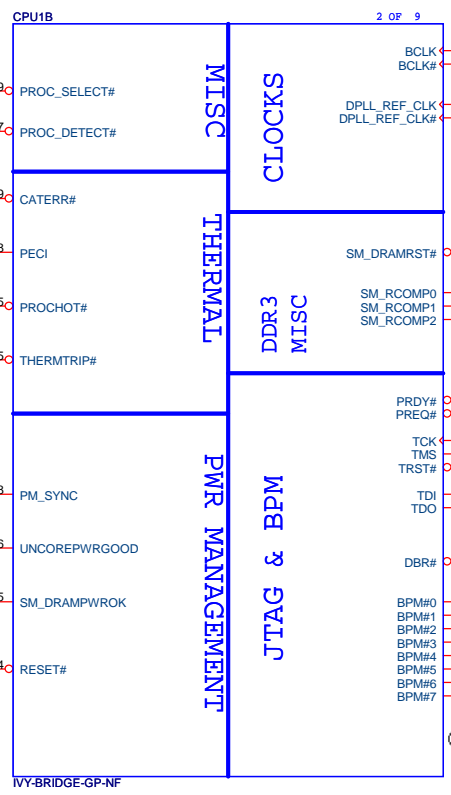 CPU1B
2 OF 9
PROC_SELECT#
PROC_DETECT#
MISC
CATERR#
PECI
PROCHOT#
THERMTRIP#
THERMAL
PM_SYNC
UNCOREPWRGOOD
SM_DRAMPWROK
RESET#
PWR MANAGEMENT
CLOCKS
BCLK
BCLK#
DPLL_REF_CLK
DPLL_REF_CLK#
DDR3
MISC
SM_DRAMRST#
SM_RCOMP0
SM_RCOMP1
SM_RCOMP2
JTAG & BPM
PRDY#
PREQ#
TCK
TMS
TRST#
TDI
TDO
DBR#
BPM#0
BPM#1
BPM#2
BPM#3
BPM#4
BPM#5
BPM#6
BPM#7
IVY-BRIDGE-GP-NF